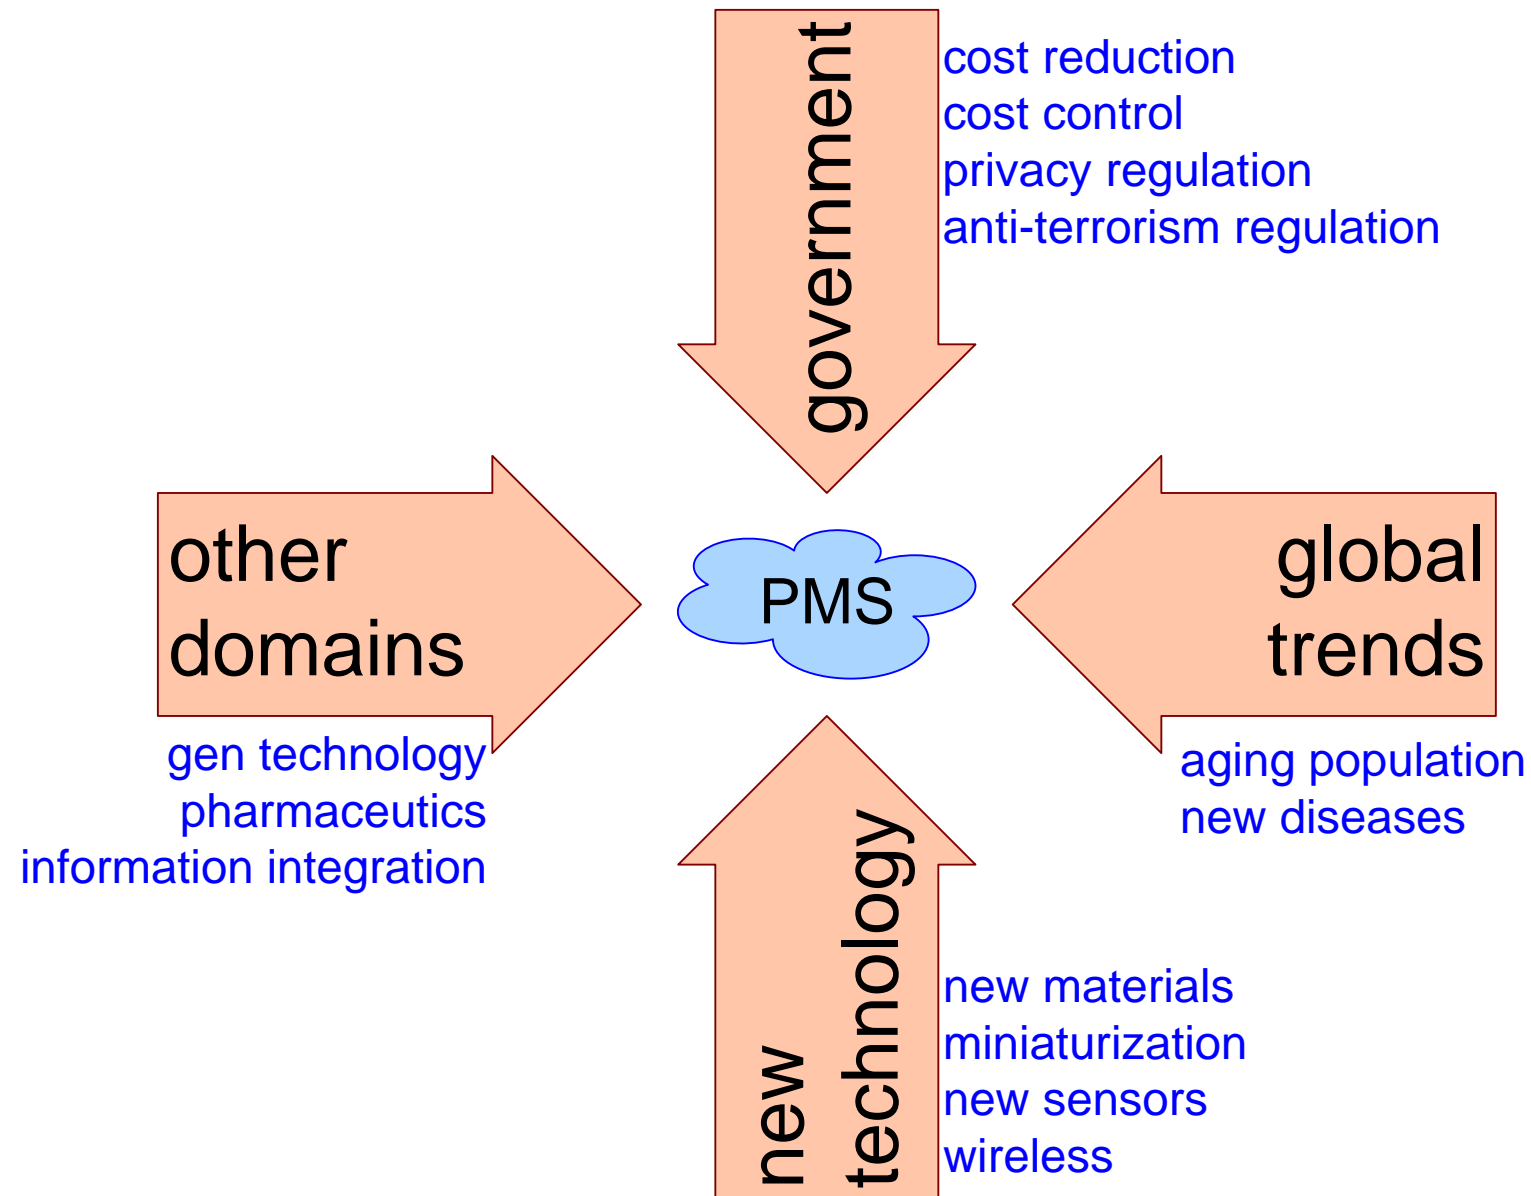 government
cost reduction
cost control
privacy regulation
anti-terrorism regulation
other
domains
PMS
global
trends
gen technology
pharmaceutics
information integration
aging population
new diseases
new
technology
new materials
miniaturization
new sensors
wireless